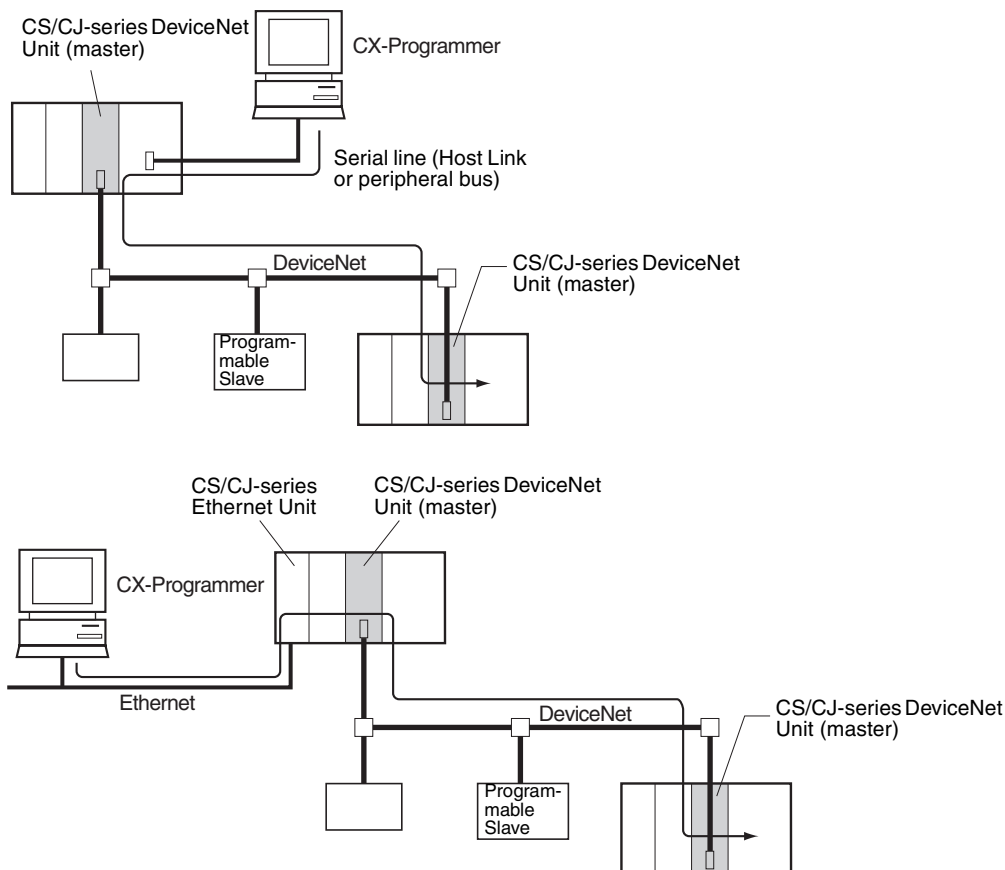 CS/CJ-series DeviceNet
Unit (master)
CX-Programmer
Serial line (Host Link
or peripheral bus)
DeviceNet
CS/CJ-series DeviceNet
Unit (master)
Program-
mable
Slave
CS/CJ-series
Ethernet Unit
CS/CJ-series DeviceNet
Unit (master)
CX-Programmer
Ethernet
DeviceNet
CS/CJ-series DeviceNet
Unit (master)
Program-
mable
Slave